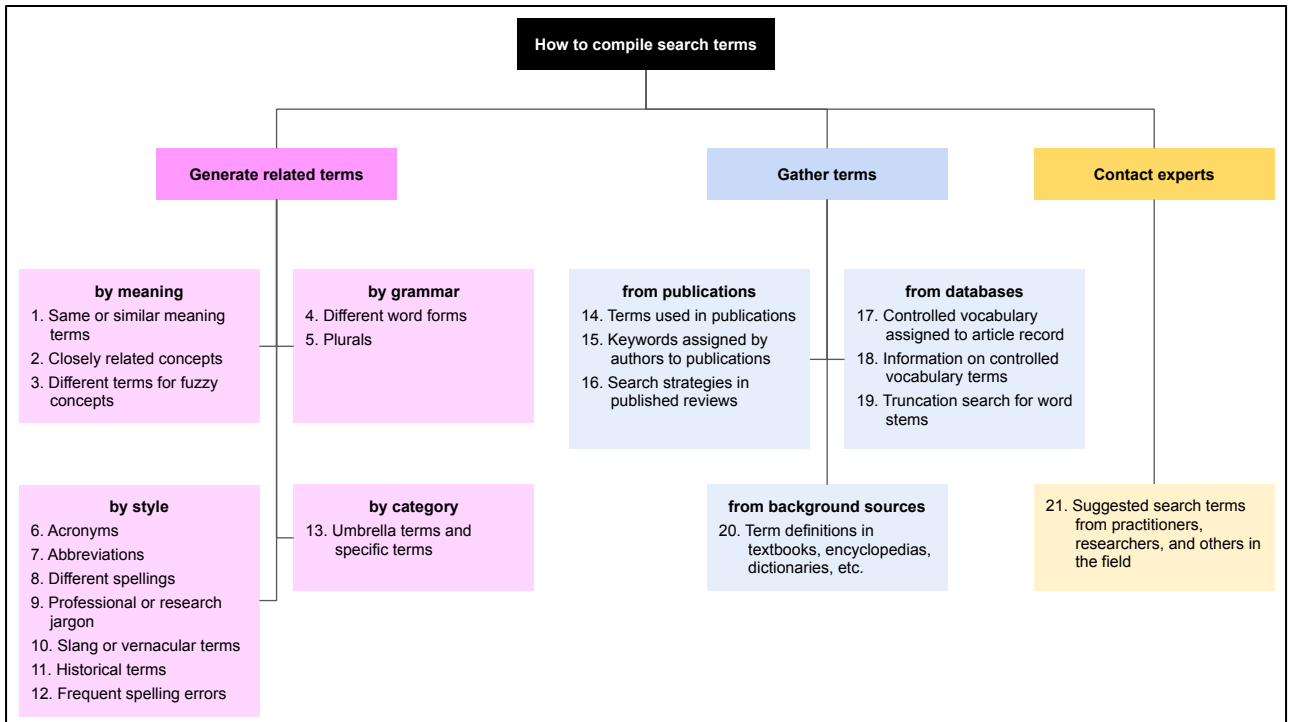 How to compile search terms
Generate related terms
Gather terms
Contact experts
by meaning
1. Same or similar meaning
terms
2. Closely related concepts
3. Different terms for fuzzy
concepts
by grammar
4. Different word forms
5. Plurals
from publications
14. Terms used in publications
15. Keywords assigned by
authors to publications
16. Search strategies in
published reviews
from databases
17. Controlled vocabulary
assigned to article record
18. Information on controlled
vocabulary terms
19. Truncation search for word
stems
by style
6. Acronyms
7. Abbreviations
8. Different spellings
9. Professional or research
jargon
10. Slang or vernacular terms
11. Historical terms
12. Frequent spelling errors
by category
13. Umbrella terms and
specific terms
from background sources
20. Term definitions in
textbooks, encyclopedias,
dictionaries, etc.
21. Suggested search terms
from practitioners,
researchers, and others in
the field